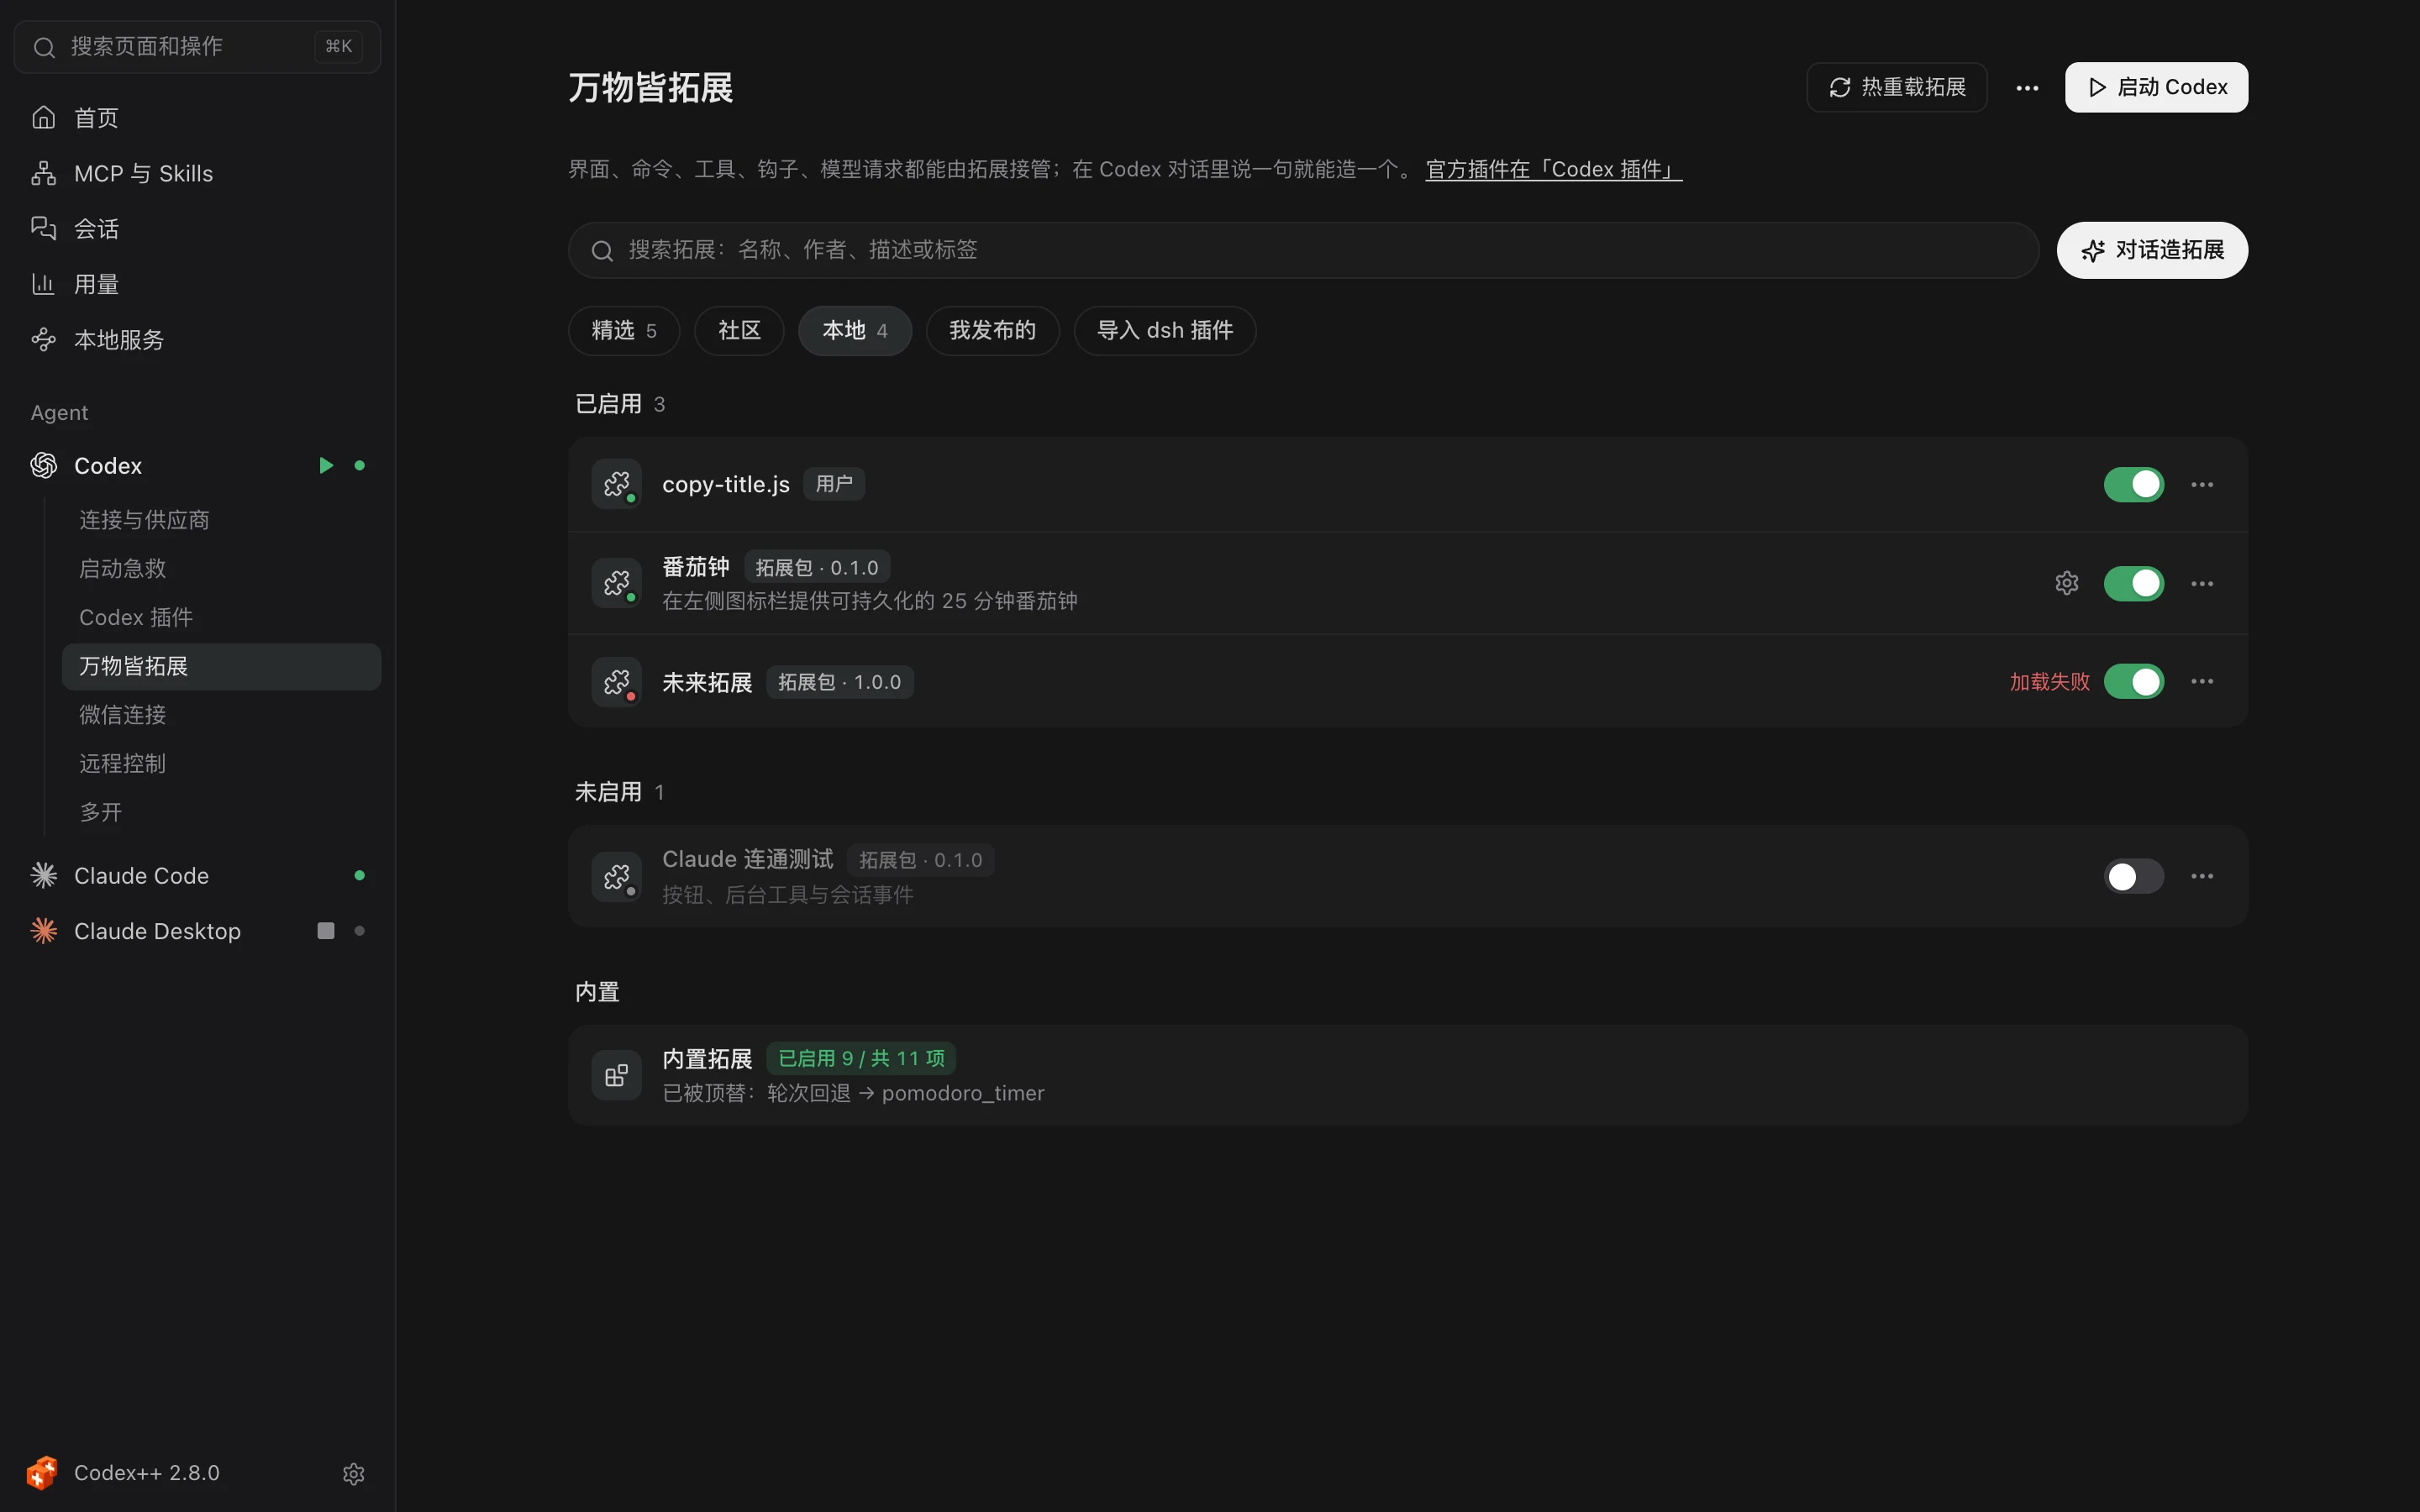 搜索页面和操作 ⌘K
首页
MCP 与 Skills
会话
用量
本地服务
Agent
Codex
连接与供应商
启动急救
Codex 插件
万物皆拓展
微信连接
远程控制
多开
Claude Code
Claude Desktop
Codex++ 2.8.0
万物皆拓展
热重载拓展
启动 Codex
界面、命令、工具、钩子、模型请求都能由拓展接管；在 Codex 对话里说一句就能造一个。 官方插件在「Codex 插件」
搜索拓展：名称、作者、描述或标签
对话造拓展
精选 5 社区 本地 4 我发布的 导入 dsh 插件
已启用 3
copy-title.js 用户
番茄钟 拓展包 · 0.1.0
在左侧图标栏提供可持久化的 25 分钟番茄钟
未来拓展 拓展包 · 1.0.0 加载失败
未启用 1
Claude 连通测试 拓展包 · 0.1.0
按钮、后台工具与会话事件
内置
内置拓展 已启用 9 / 共 11 项
已被顶替：轮次回退 → pomodoro_timer